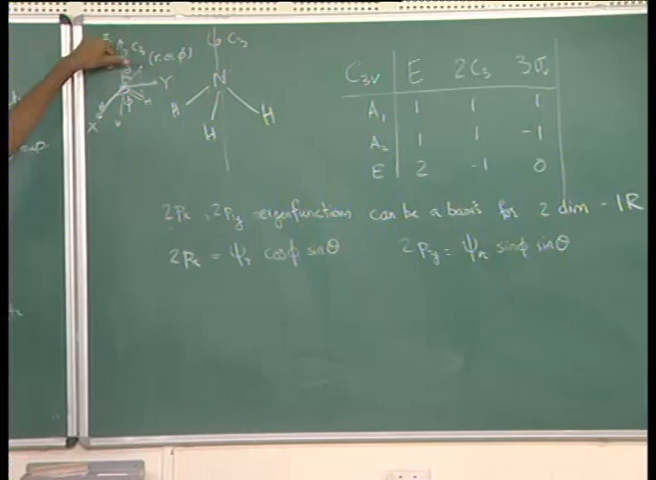 Z C₃ (r,θ,φ)
Y
X
C₃
N
H H
H
C₃ᵥ E 2C₃ 3σᵥ
A₁ 1 1 1
A₂ 1 1 -1
E 2 -1 0
2Pₓ, 2Py eigenfunction can be a basis for 2 dim - IR
2Pₓ = ψᵣ cosφ sinθ 2Py = ψᵣ sinφ sinθ